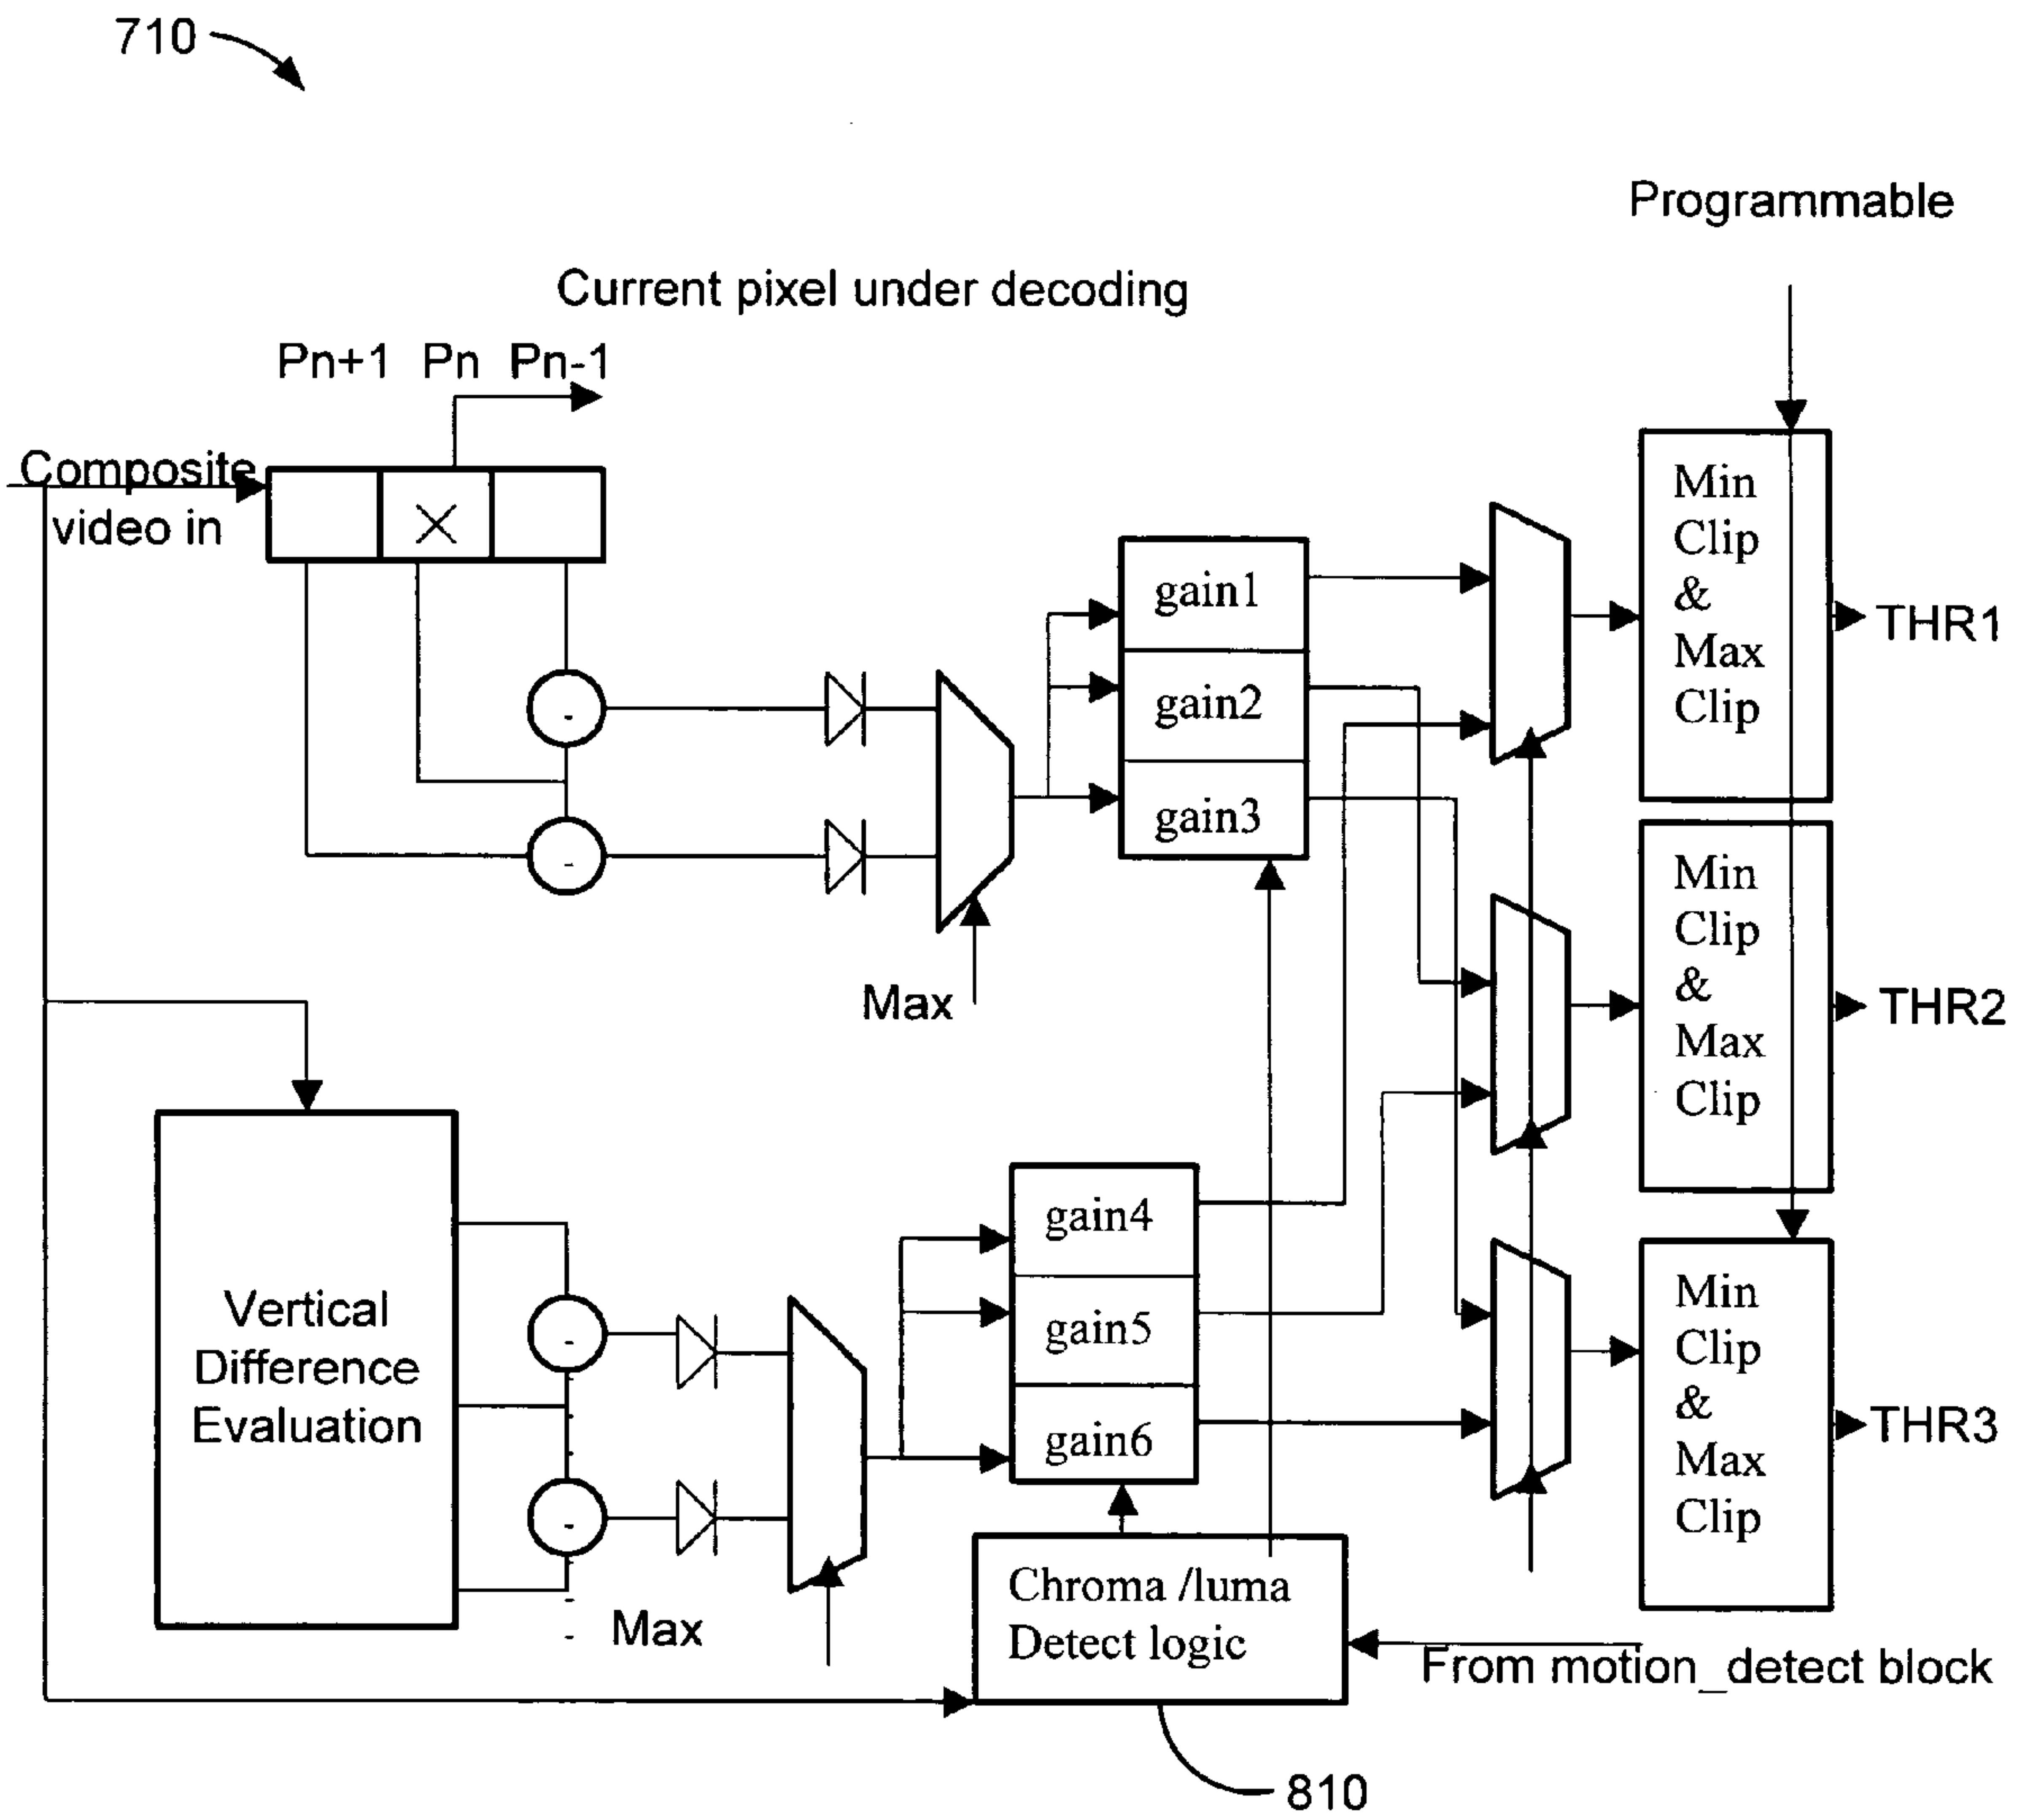 710
Programmable
Current pixel under decoding
Pn+1 Pn Pn-1
Composite
video in
Min
Clip
&
Max
Clip
THR1
gain1
gain2
gain3
Max
Min
Clip
&
Max
Clip
THR2
Vertical
Difference
Evaluation
gain4
gain5
gain6
Max
Min
Clip
&
Max
Clip
THR3
Chroma /luma
Detect logic
From motion_detect block
810